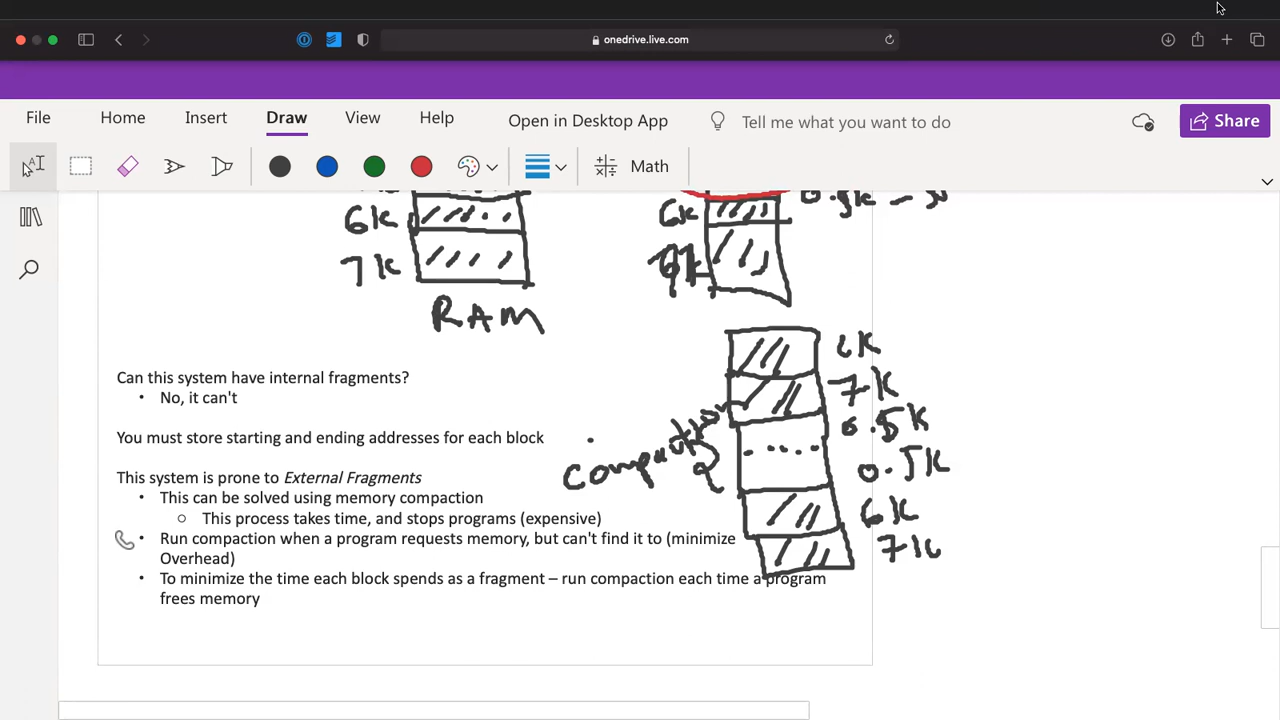 onedrive.live.com
File Home Insert Draw View Help Open in Desktop App Tell me what you want to do Share
Math
6k
7k
RAM
6k
Can this system have internal fragments?
• No, it can't
You must store starting and ending addresses for each block
This system is prone to External Fragments
• This can be solved using memory compaction
○ This process takes time, and stops programs (expensive)
• Run compaction when a program requests memory, but can't find it to (minimize
Overhead)
• To minimize the time each block spends as a fragment – run compaction each time a program
frees memory
compaction
7k
0.5k
0.5k
6k
7k